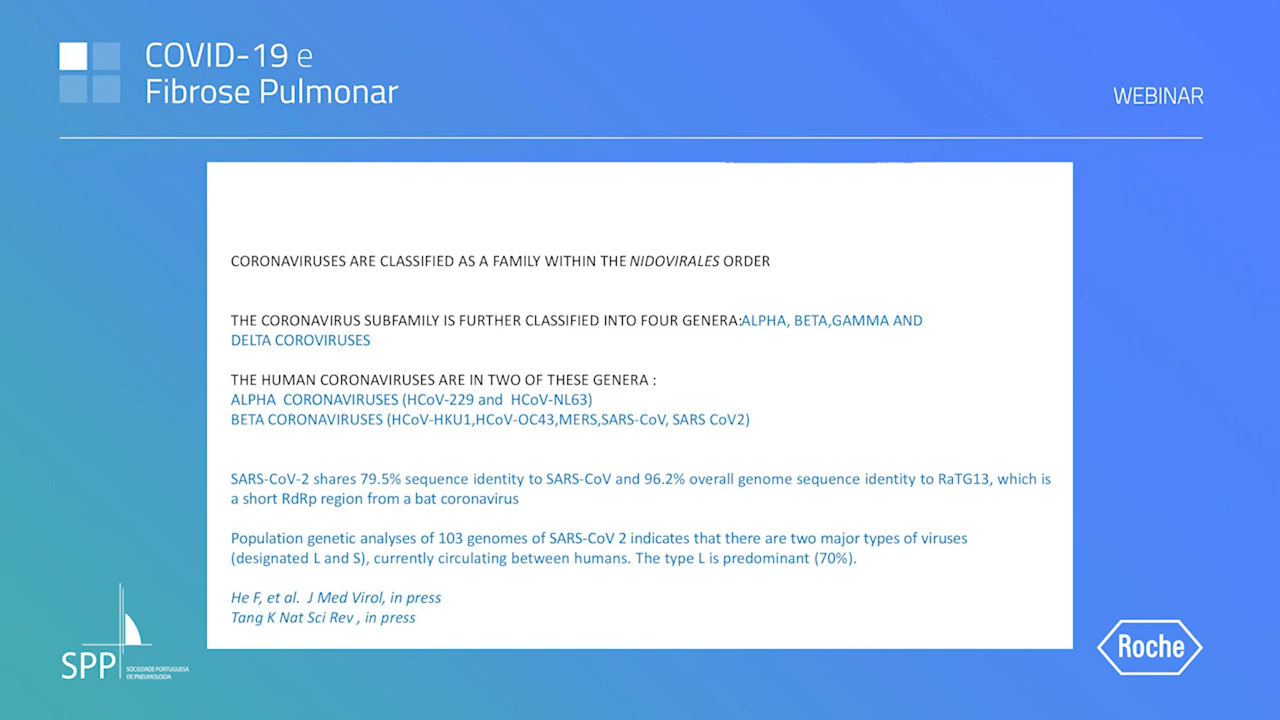 COVID-19 e
Fibrose Pulmonar
WEBINAR
CORONAVIRUSES ARE CLASSIFIED AS A FAMILY WITHIN THE NIDOVIRALES ORDER
THE CORONAVIRUS SUBFAMILY IS FURTHER CLASSIFIED INTO FOUR GENERA:ALPHA, BETA,GAMMA AND
DELTA COROVIRUSES
THE HUMAN CORONAVIRUSES ARE IN TWO OF THESE GENERA :
ALPHA CORONAVIRUSES (HCoV-229 and HCoV-NL63)
BETA CORONAVIRUSES (HCoV-HKU1,HCoV-OC43,MERS,SARS-CoV, SARS CoV2)
SARS-CoV-2 shares 79.5% sequence identity to SARS-CoV and 96.2% overall genome sequence identity to RaTG13, which is
a short RdRp region from a bat coronavirus
Population genetic analyses of 103 genomes of SARS-CoV 2 indicates that there are two major types of viruses
(designated L and S), currently circulating between humans. The type L is predominant (70%).
He F, et al. J Med Virol, in press
Tang K Nat Sci Rev , in press
SPP
SOCIEDADE PORTUGUESA
DE PNEUMOLOGIA
Roche